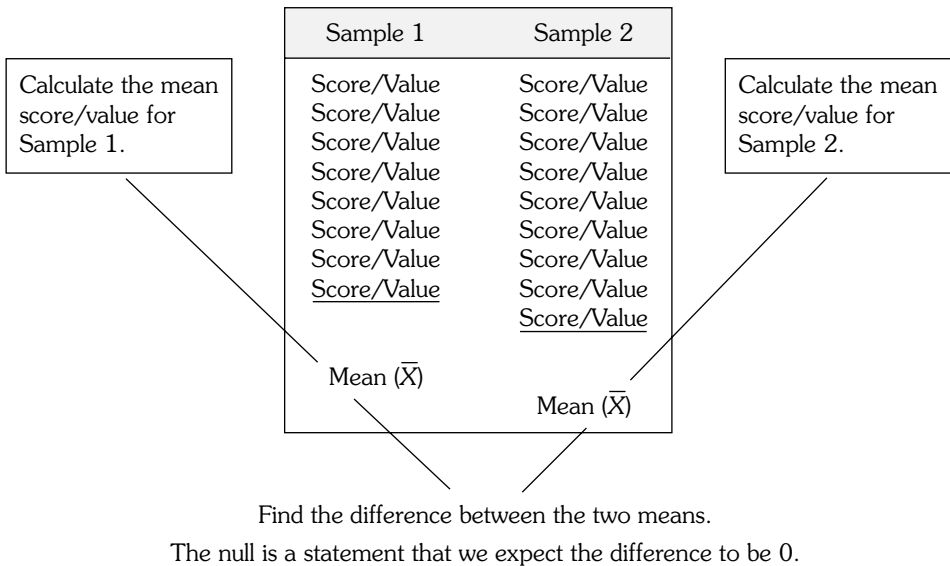 Sample 1 Sample 2
Calculate the mean
score/value for
Sample 1.
Score/Value Score/Value
Score/Value Score/Value
Score/Value Score/Value
Score/Value Score/Value
Score/Value Score/Value
Score/Value Score/Value
Score/Value Score/Value
Score/Value Score/Value
Score/Value
Mean (X̅)
Mean (X̅)
Calculate the mean
score/value for
Sample 2.
Find the difference between the two means.
The null is a statement that we expect the difference to be 0.